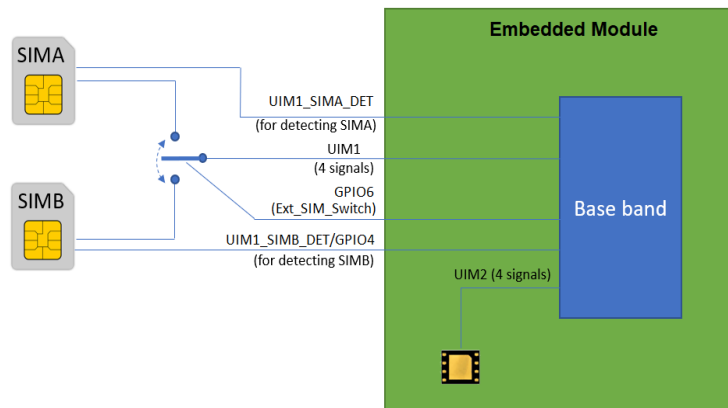 Embedded Module
SIMA
UIM1_SIMA_DET
(for detecting SIMA)
UIM1
(4 signals)
GPIO6
(Ext_SIM_Switch)
SIMB
Base band
UIM1_SIMB_DET/GPIO4
(for detecting SIMB)
UIM2 (4 signals)